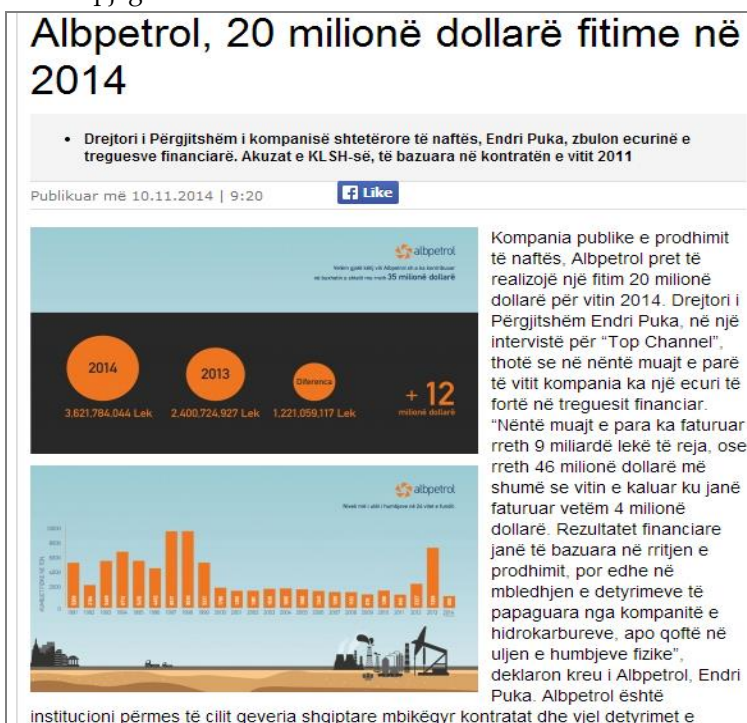 Albpetrol, 20 milionë dollarë fitime në
2014
• Drejtori i Përgjitshëm i kompanisë shtetërore të naftës, Endri Puka, zbulon ecurinë e
treguesve financiarë. Akuzat e KLSH-së, të bazuara në kontratën e vitit 2011
Publikuar më 10.11.2014 | 9:20
Like
albpetrol
35 milionë dollarë
2014
2013
Diferenca
3,621,784,044 Lek
2.400,724,927 Lek
1,221,059,117 Lek
+ 12
milionë dollarë
albpetrol
Kompania publike e prodhimit
të naftës, Albpetrol pret të
realizojë një fitim 20 milionë
dollarë për vitin 2014. Drejtori i
Përgjitshëm Endri Puka, në një
intervistë për “Top Channel”,
thotë se në nëntë muajt e parë
të vitit kompania ka një ecuri të
fortë në treguesit financiar.
“Nëntë muajt e para ka faturuar
rreth 9 miliardë lekë të reja, ose
rreth 46 milionë dollarë më
shumë se vitin e kaluar ku janë
faturuar vetëm 4 milionë
dollarë. Rezultatet financiare
janë të bazuara në rritjen e
prodhimit, por edhe në
mbledhjen e detyrimeve të
papaguara nga kompanitë e
hidrokarbureve, apo qoftë në
uljen e humbjeve fizike”,
deklaron kreu i Albpetrol, Endri
Puka. Albpetrol është
institucioni përmes të cilit qeveria shqiptare mbikëqyr kontratat dhe vjel detyrimet e